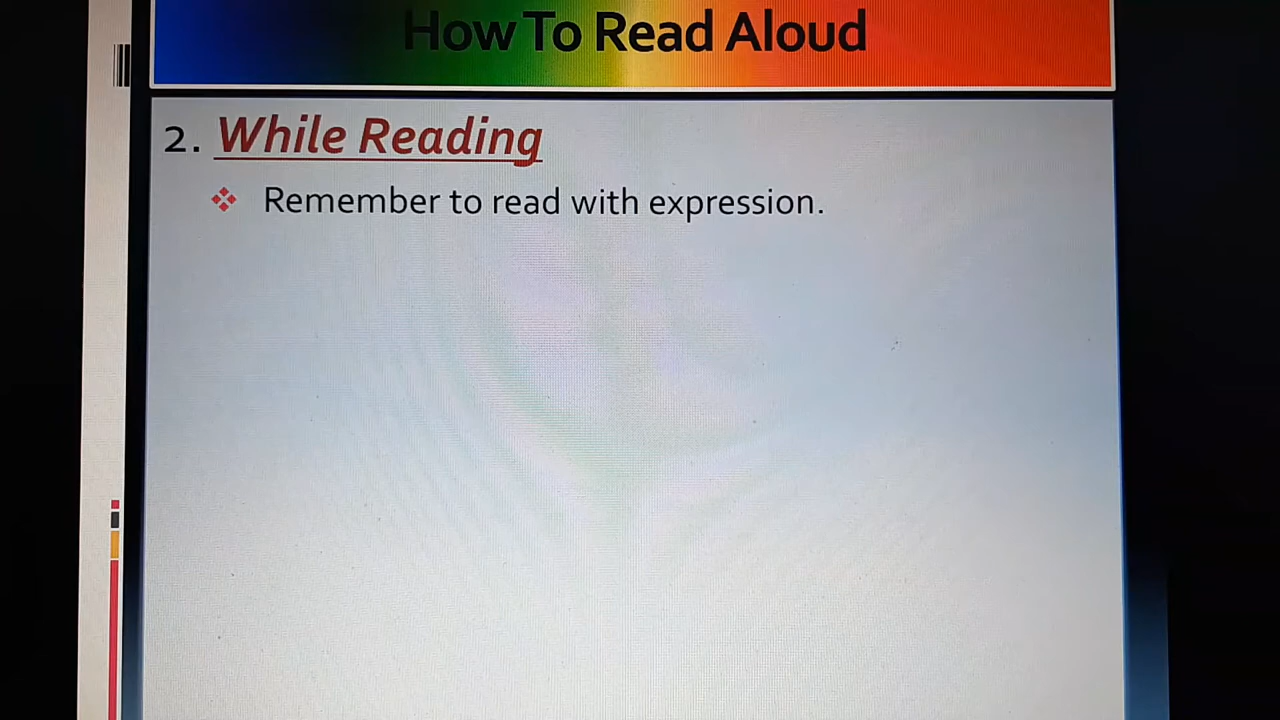 How To Read Aloud
2. While Reading
Remember to read with expression.